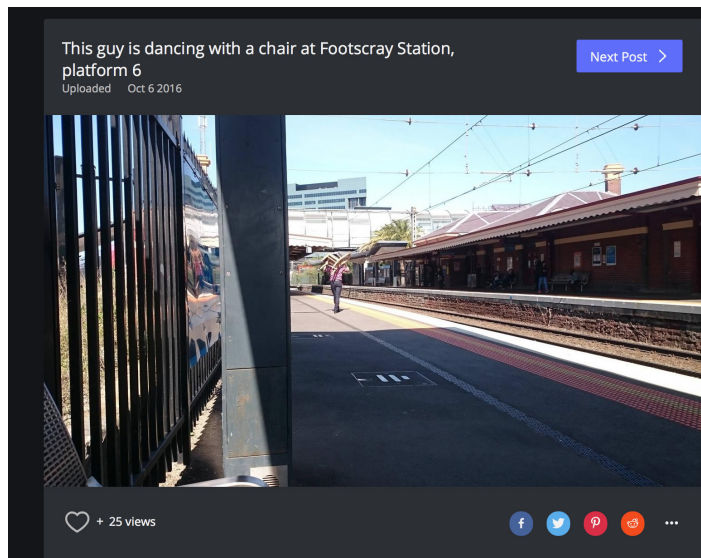 This guy is dancing with a chair at Footscray Station,
platform 6
Next Post
Uploaded Oct 6 2016
+ 25 views